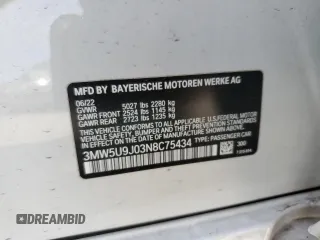 MFD BY BAYERISCHE MOTOREN WERKE AG
06/22
GVWR 5027 lbs 2280 kg
GAWR FRONT 2524 lbs 1145 kg
GAWR REAR 2723 lbs 1235 kg
THIS VEHICLE CONFORMS TO ALL APPLICABLE U.S. FEDERAL MOTOR
VEHICLE SAFETY, BUMPER, AND THEFT PREVENTION STANDARDS IN EFFECT
ON THE DATE OF MANUFACTURE SHOWN ABOVE.
3MW5U9J03N8C75434 TYPE: PASSENGER CAR
300
AUTOBIDMASTER